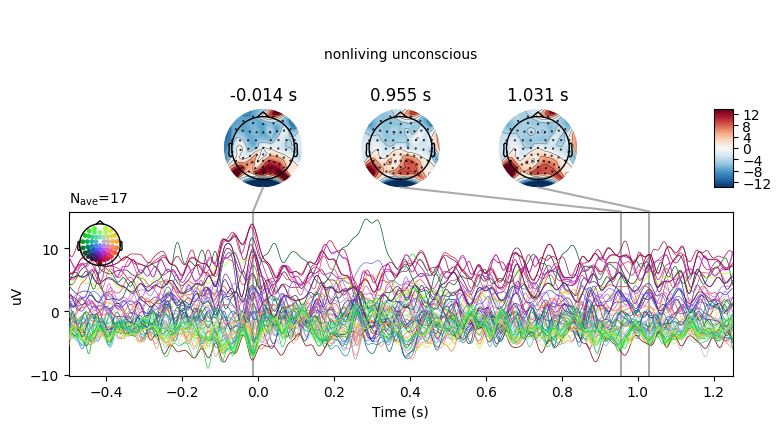 nonliving unconscious
-0.014 s 0.955 s 1.031 s
12
8
4
0
−4
−8
−12
Nave=17
10
0
−10
uV
−0.4 −0.2 0.0 0.2 0.4 0.6 0.8 1.0 1.2
Time (s)